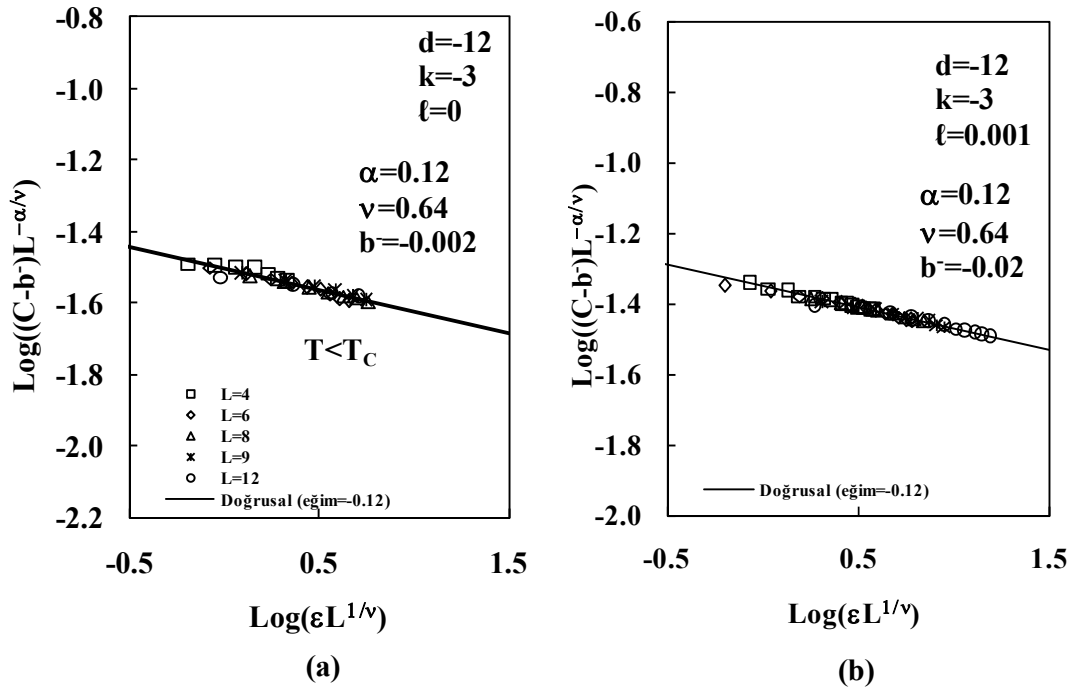 -0.8
-1.0
-1.2
-1.4
-1.6
-1.8
-2.0
-2.2
-0.5
0.5
1.5
Log((C-b⁻)L⁻ᵅ/ᵛ)
Log(εL¹/ᵛ)
d=-12
k=-3
ℓ=0
α=0.12
ν=0.64
b⁻=-0.002
T<T_C
L=4
L=6
L=8
L=9
L=12
Doğrusal (eğim=-0.12)
(a)
-0.6
-0.8
-1.0
-1.2
-1.4
-1.6
-1.8
-2.0
-0.5
0.5
1.5
Log((C-b⁻)L⁻ᵅ/ᵛ)
Log(εL¹/ᵛ)
d=-12
k=-3
ℓ=0.001
α=0.12
ν=0.64
b⁻=-0.02
Doğrusal (eğim=-0.12)
(b)